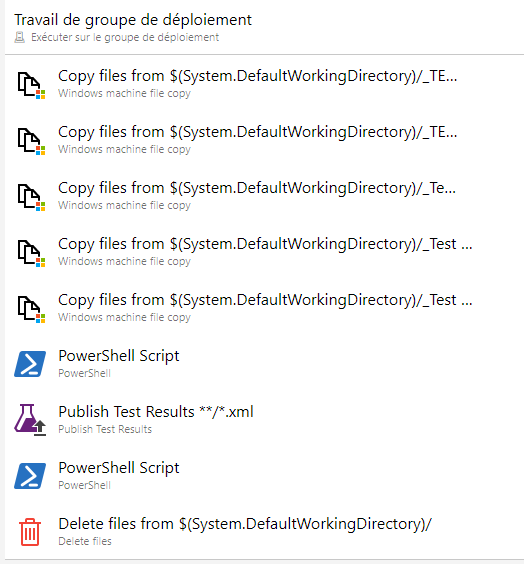 Travail de groupe de déploiement
Exécuter sur le groupe de déploiement
Copy files from $(System.DefaultWorkingDirectory)/_TE...
Windows machine file copy
Copy files from $(System.DefaultWorkingDirectory)/_TE...
Windows machine file copy
Copy files from $(System.DefaultWorkingDirectory)/_Te...
Windows machine file copy
Copy files from $(System.DefaultWorkingDirectory)/_Test ...
Windows machine file copy
Copy files from $(System.DefaultWorkingDirectory)/_Test ...
Windows machine file copy
PowerShell Script
PowerShell
Publish Test Results **/*.xml
Publish Test Results
PowerShell Script
PowerShell
Delete files from $(System.DefaultWorkingDirectory)/
Delete files